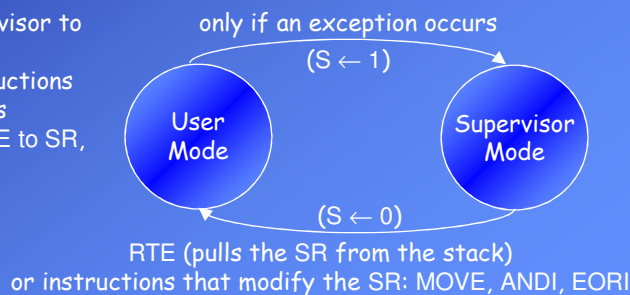 visor to
only if an exception occurs
(S ← 1)
uctions
s
E to SR,
User
Mode
Supervisor
Mode
(S ← 0)
RTE (pulls the SR from the stack)
or instructions that modify the SR: MOVE, ANDI, EORI